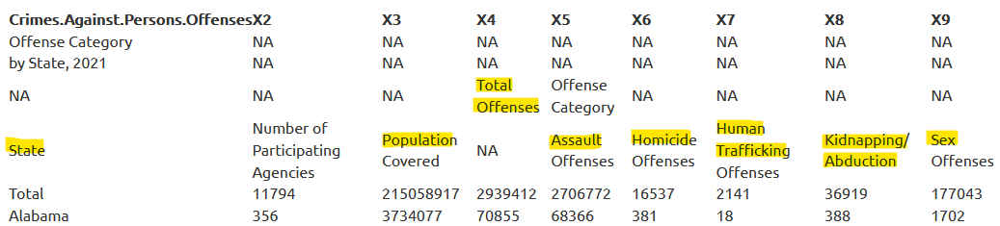 Crimes.Against.Persons.Offenses X2 X3 X4 X5 X6 X7 X8 X9
Offense Category NA NA NA NA NA NA NA NA
by State, 2021 NA NA NA NA NA NA NA NA
NA NA NA Total Offenses Offense Category NA NA NA NA
State Number of Participating Agencies Population Covered NA Assault Offenses Homicide Offenses Human Trafficking Offenses Kidnapping/ Abduction Sex Offenses
Total 11794 215058917 2939412 2706772 16537 2141 36919 177043
Alabama 356 3734077 70855 68366 381 18 388 1702